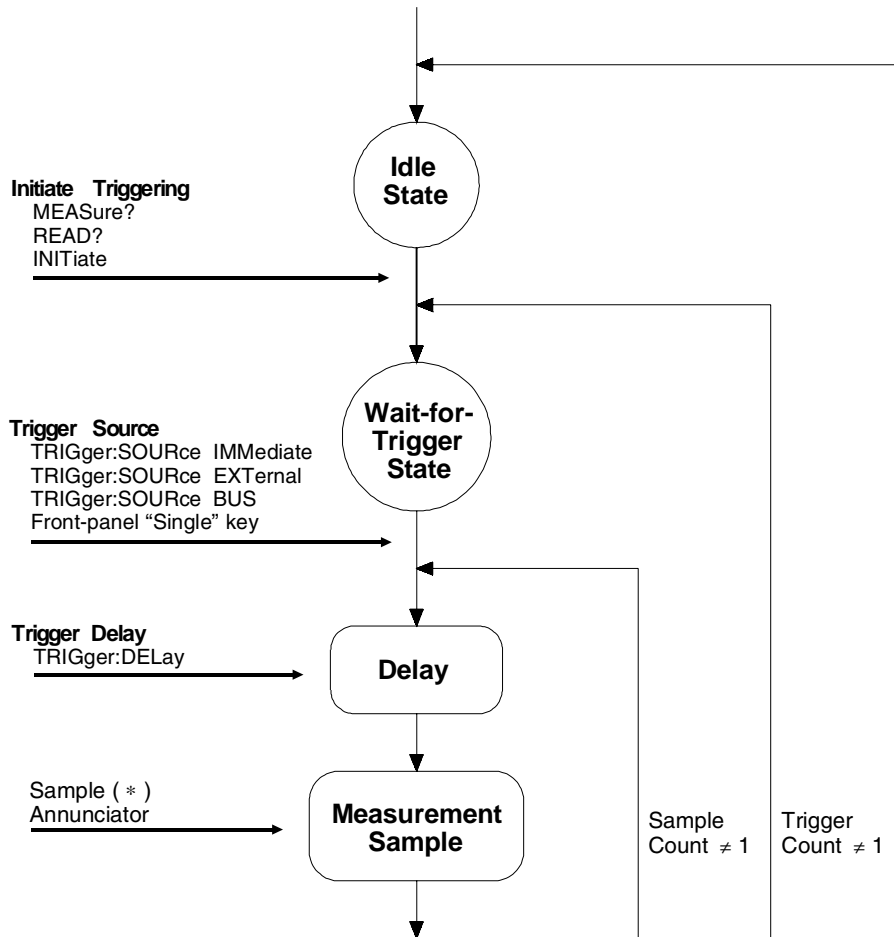 Idle
State
Initiate Triggering
MEASure?
READ?
INITiate
Wait-for-
Trigger
State
Trigger Source
TRIGger:SOURce IMMediate
TRIGger:SOURce EXTernal
TRIGger:SOURce BUS
Front-panel “Single” key
Trigger Delay
TRIGger:DELay
Delay
Sample ( * )
Annunciator
Measurement
Sample
Sample
Count ≠ 1
Trigger
Count ≠ 1